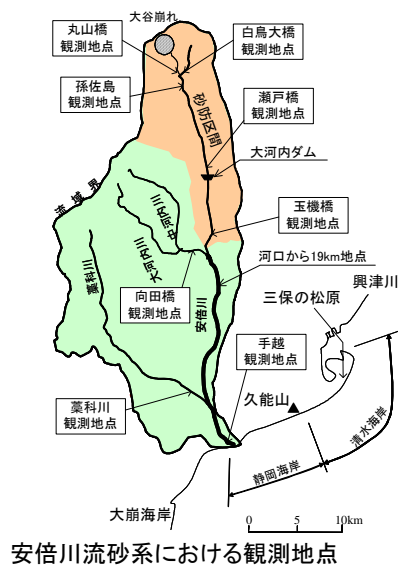 大谷崩れ
丸山橋
観測地点
白鳥大橋
観測地点
孫佐島
観測地点
瀬戸橋
観測地点
砂防区間
大河内ダム
流域界
玉機橋
観測地点
中河内川
大河内川
藁科川
河口から19km地点
興津川
三保の松原
向田橋
観測地点
安倍川
手越
観測地点
久能山
藁科川
観測地点
清水海岸
静岡海岸
大崩海岸
0 5 10km
安倍川流砂系における観測地点